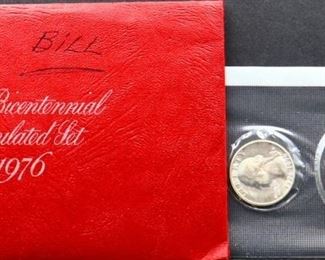 BILL
Bicentennial
ulated Set
1976